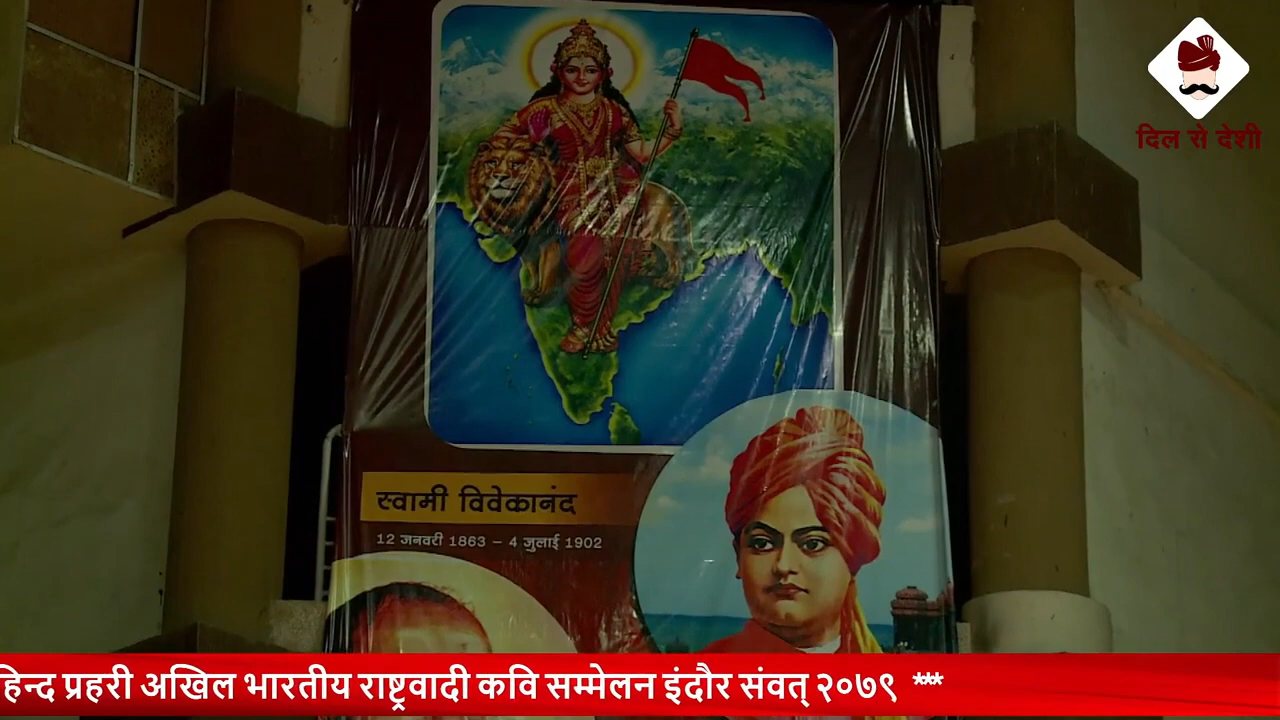 दिल से देशी
स्वामी विवेकानंद
12 जनवरी 1863 – 4 जुलाई 1902
हिन्द प्रहरी अखिल भारतीय राष्ट्रवादी कवि सम्मेलन इंदौर संवत् २०७९ ***